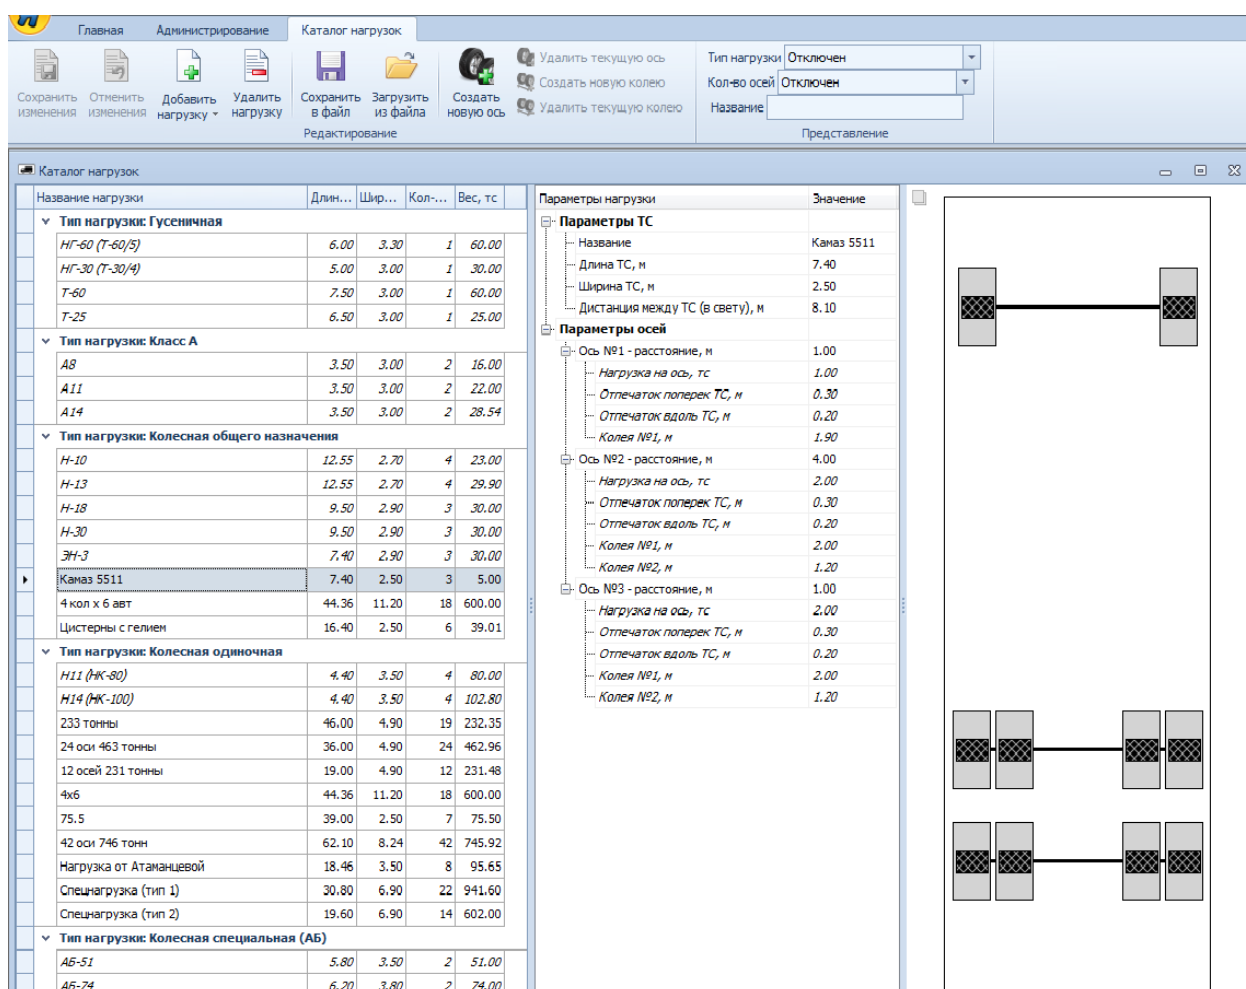 Главная Администрирование Каталог нагрузок
Сохранить изменения
Отменить изменения
Добавить нагрузку
Удалить нагрузку
Сохранить в файл
Загрузить из файла
Создать новую ось
Удалить текущую ось
Создать новую колею
Удалить текущую колею
Редактирование
Тип нагрузки Отключен
Кол-во осей Отключен
Название
Представление
Каталог нагрузок
Название нагрузки Длин... Шир... Кол-... Вес, тс
Тип нагрузки: Гусеничная
НГ-60 (Т-60/5) 6.00 3.30 1 60.00
НГ-30 (Т-30/4) 5.00 3.00 1 30.00
Т-60 7.50 3.00 1 60.00
Т-25 6.50 3.00 1 25.00
Тип нагрузки: Класс А
А8 3.50 3.00 2 16.00
А11 3.50 3.00 2 22.00
А14 3.50 3.00 2 28.54
Тип нагрузки: Колесная общего назначения
Н-10 12.55 2.70 4 23.00
Н-13 12.55 2.70 4 29.90
Н-18 9.50 2.90 3 30.00
Н-30 9.50 2.90 3 30.00
ЭН-3 7.40 2.90 3 30.00
Камаз 5511 7.40 2.50 3 5.00
4 кол х 6 авт 44.36 11.20 18 600.00
Цистерны с гелием 16.40 2.50 6 39.01
Тип нагрузки: Колесная одиночная
Н11 (НК-80) 4.40 3.50 4 80.00
Н14 (НК-100) 4.40 3.50 4 102.80
233 тонны 46.00 4.90 19 232.35
24 оси 463 тонны 36.00 4.90 24 462.96
12 осей 231 тонны 19.00 4.90 12 231.48
4х6 44.36 11.20 18 600.00
75.5 39.00 2.50 7 75.50
42 оси 746 тонн 62.10 8.24 42 745.92
Нагрузка от Атаманцевой 18.46 3.50 8 95.65
Спецнагрузка (тип 1) 30.80 6.90 22 941.60
Спецнагрузка (тип 2) 19.60 6.90 14 602.00
Тип нагрузки: Колесная специальная (АБ)
АБ-51 5.80 3.50 2 51.00
АБ-74 6.20 3.80 2 74.00
Параметры нагрузки Значение
Параметры ТС
Название Камаз 5511
Длина ТС, м 7.40
Ширина ТС, м 2.50
Дистанция между ТС (в свету), м 8.10
Параметры осей
Ось №1 - расстояние, м 1.00
Нагрузка на ось, тс 1.00
Отпечаток поперек ТС, м 0.30
Отпечаток вдоль ТС, м 0.20
Колея №1, м 1.90
Ось №2 - расстояние, м 4.00
Нагрузка на ось, тс 2.00
Отпечаток поперек ТС, м 0.30
Отпечаток вдоль ТС, м 0.20
Колея №1, м 2.00
Колея №2, м 1.20
Ось №3 - расстояние, м 1.00
Нагрузка на ось, тс 2.00
Отпечаток поперек ТС, м 0.30
Отпечаток вдоль ТС, м 0.20
Колея №1, м 2.00
Колея №2, м 1.20